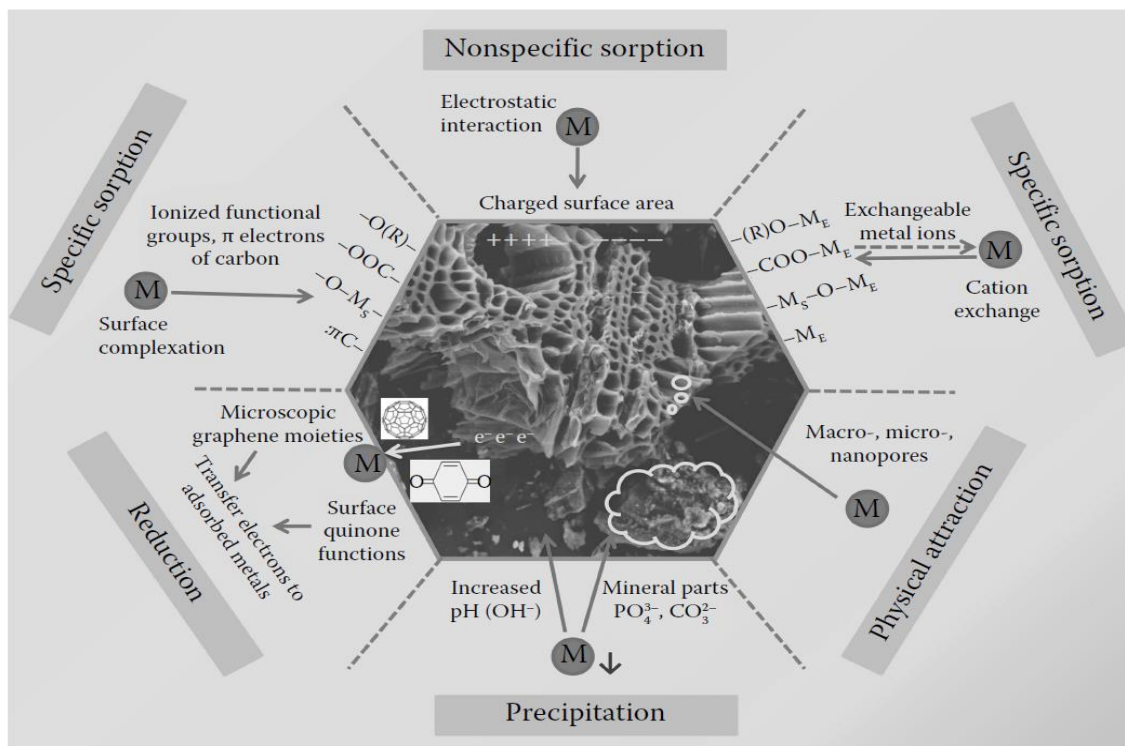 Nonspecific sorption
Electrostatic
interaction
M
Charged surface area
++++ −−−−
Specific sorption
Ionized functional
groups, π electrons
of carbon
M
Surface
complexation
–O(R)–
–OOC–
–O–Mₛ–
:πC–
Specific sorption
–(R)O–M_E
–COO–M_E
–M_S–O–M_E
–M_E
Exchangeable
metal ions
M
Cation
exchange
Reduction
Microscopic
graphene moieties
M
e⁻ e⁻ e⁻
O= =O
Surface
quinone
functions
Transfer electrons to
adsorbed metals
Macro-, micro-,
nanopores
M
Physical attraction
Increased
pH (OH⁻)
Mineral parts
PO₄³⁻, CO₃²⁻
M
Precipitation